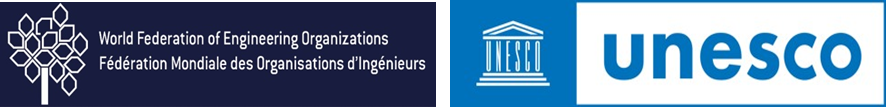 World Federation of Engineering Organizations
Fédération Mondiale des Organisations d'Ingénieurs
UNESCO
unesco